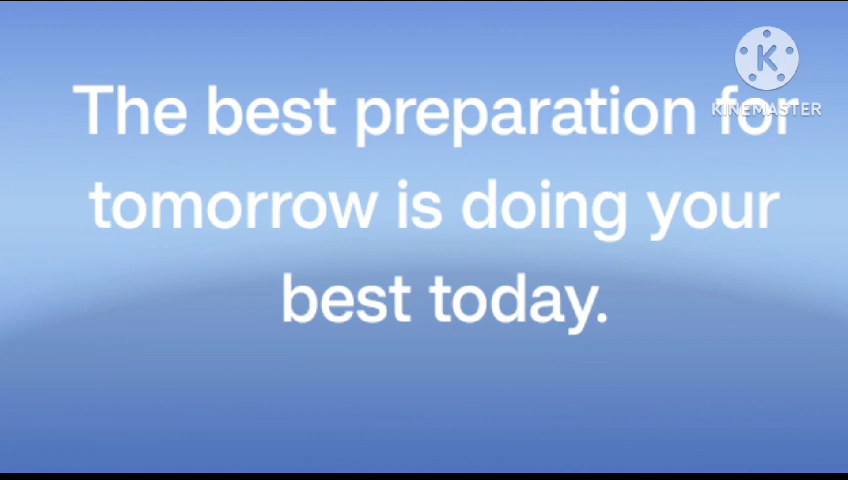 The best preparation for
tomorrow is doing your
best today.
KINEMASTER